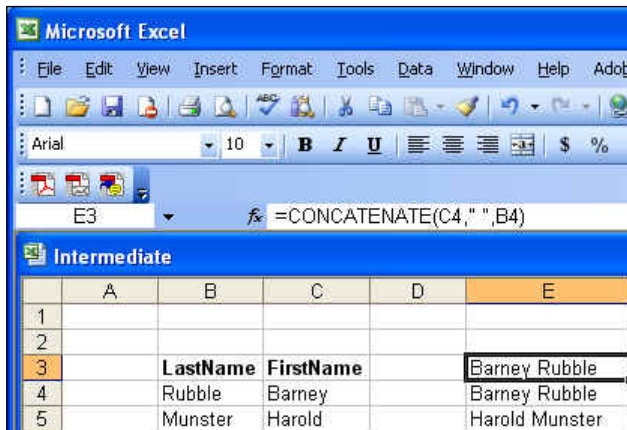 Microsoft Excel
File Edit View Insert Format Tools Data Window Help Adob
ABC
Arial 10 B I U a $ %
E3 fx =CONCATENATE(C4," ",B4)
Intermediate
A B C D E
1
2
3 LastName FirstName Barney Rubble
4 Rubble Barney Barney Rubble
5 Munster Harold Harold Munster